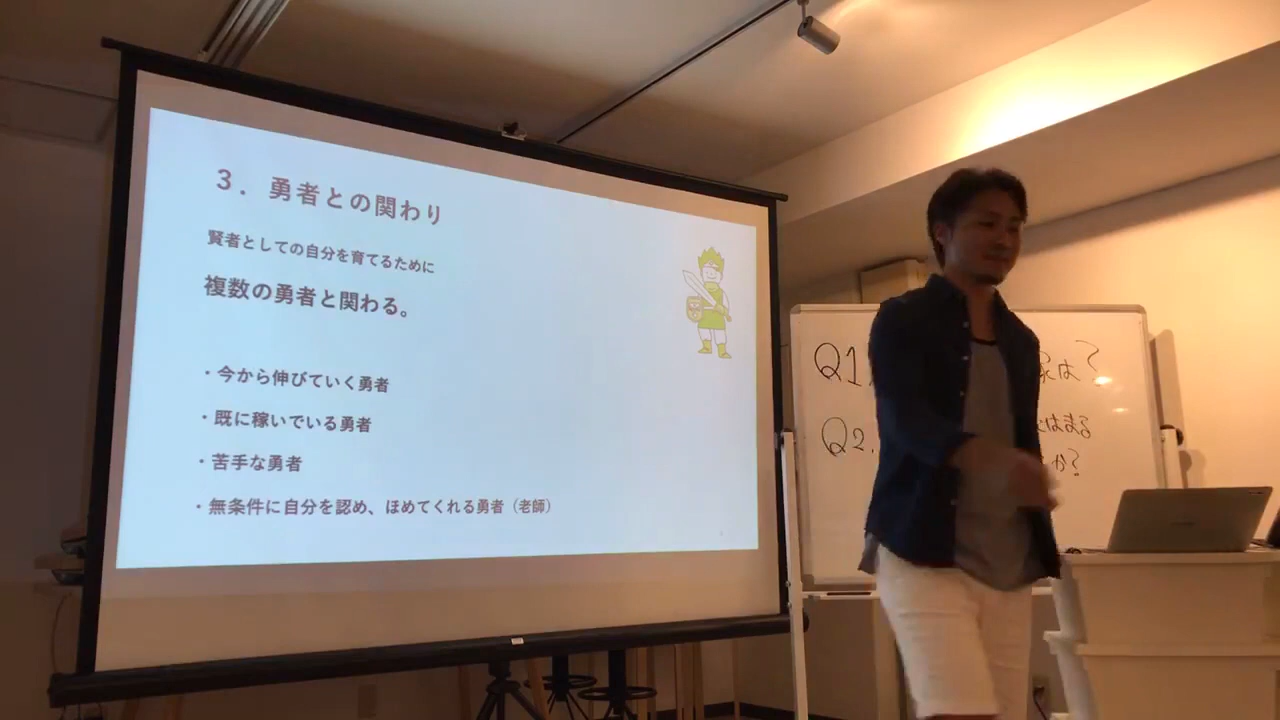 3．勇者との関わり
賢者としての自分を育てるために
複数の勇者と関わる。
・今から伸びていく勇者
・既に稼いでいる勇者
・苦手な勇者
・無条件に自分を認め、ほめてくれる勇者（老師）
Q1 は？
Q2. はまる
か？